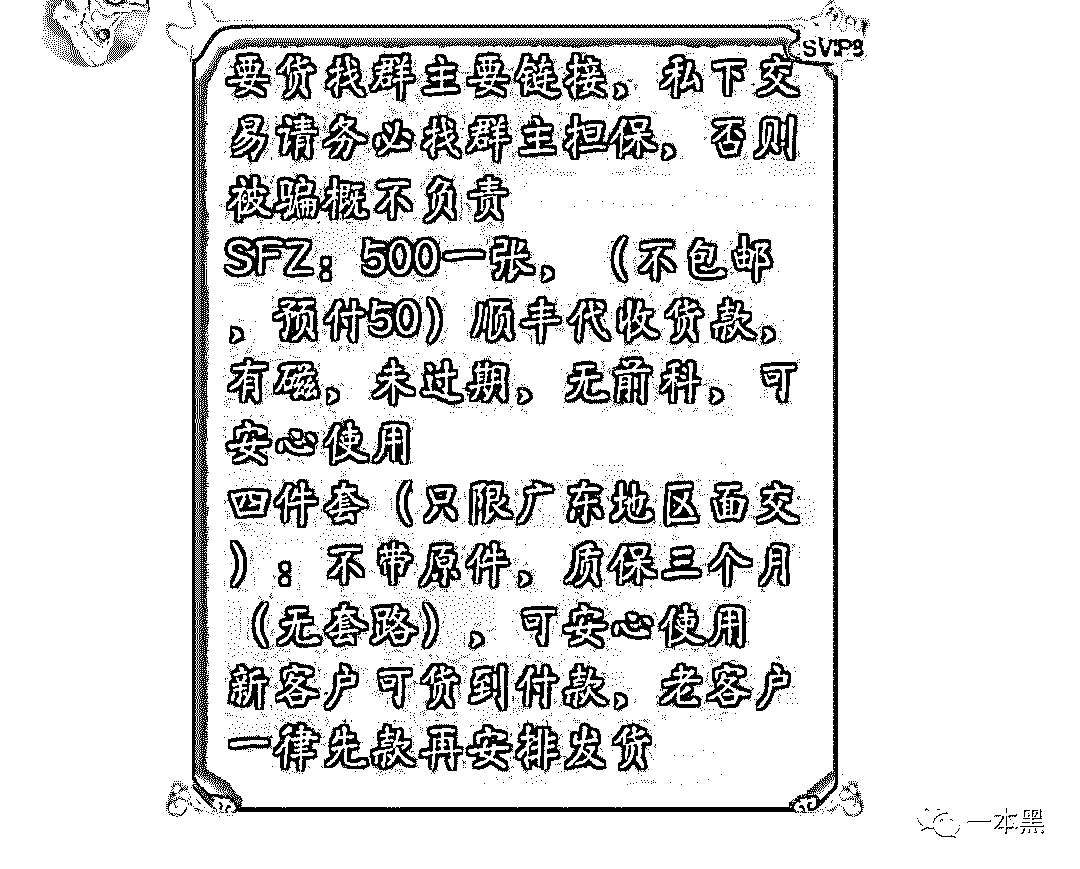 SVIP8
要货找群主要链接，私下交
易请务必找群主担保，否则
被骗概不负责
SFZ：500一张，（不包邮
，预付50）顺丰代收货款，
有磁，未过期，无前科，可
安心使用
四件套（只限广东地区面交
）：不带原件，质保三个月
（无套路），可安心使用
新客户可货到付款，老客户
一律先款再安排发货
一本黑